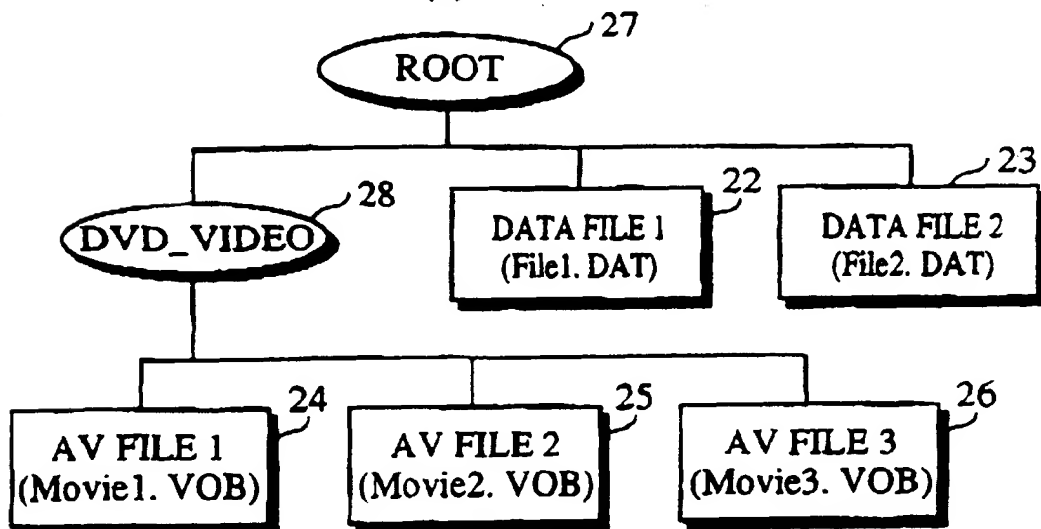 27
ROOT
28
DVD_VIDEO
22
DATA FILE 1
(File1. DAT)
23
DATA FILE 2
(File2. DAT)
24
AV FILE 1
(Movie1. VOB)
25
AV FILE 2
(Movie2. VOB)
26
AV FILE 3
(Movie3. VOB)